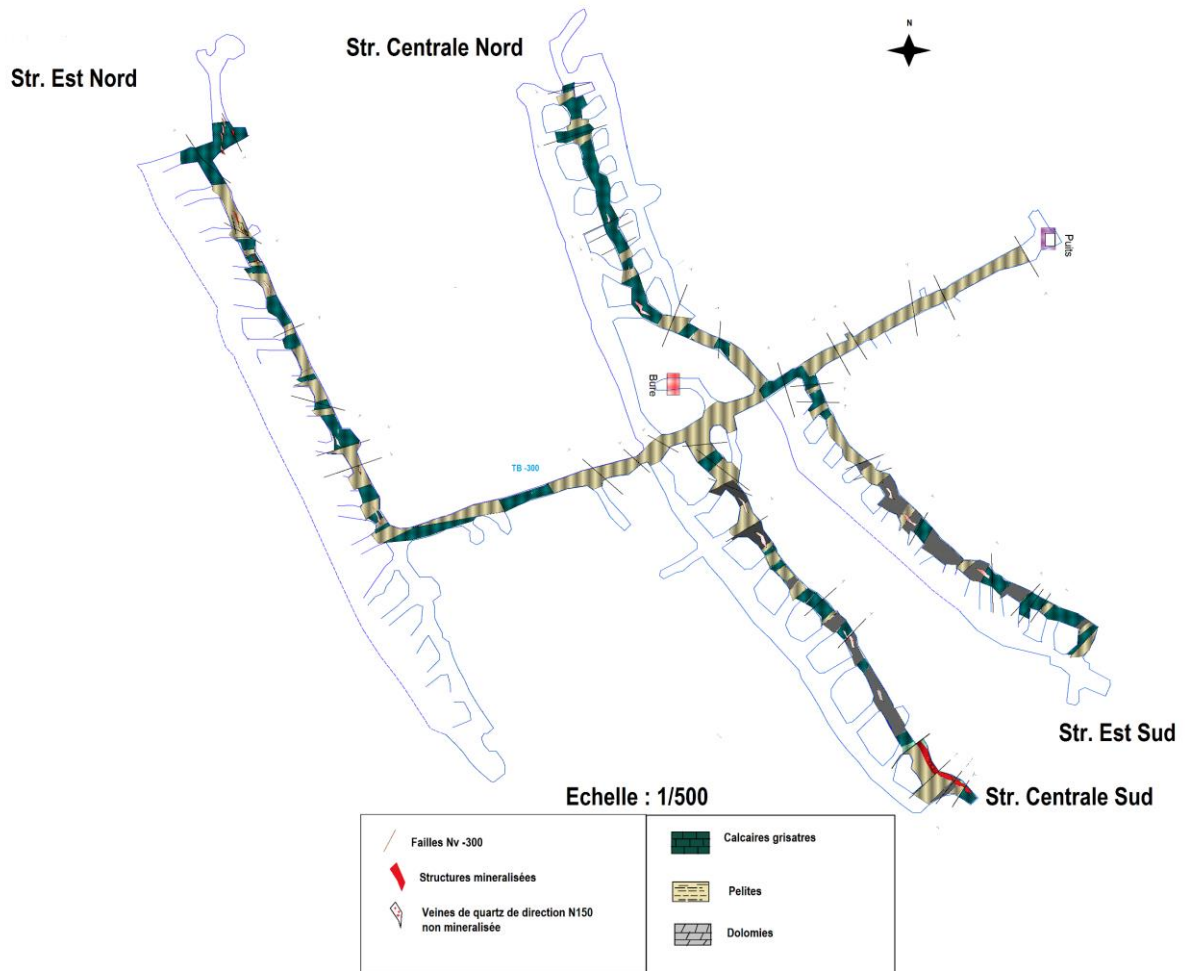 N
Str. Centrale Nord
Str. Est Nord
Puits
Bure
TB -300
Str. Est Sud
Str. Centrale Sud
Echelle : 1/500
Failles Nv -300
Structures mineralisées
Veines de quartz de direction N150
non mineralisée
Calcaires grisatres
Pelites
Dolomies